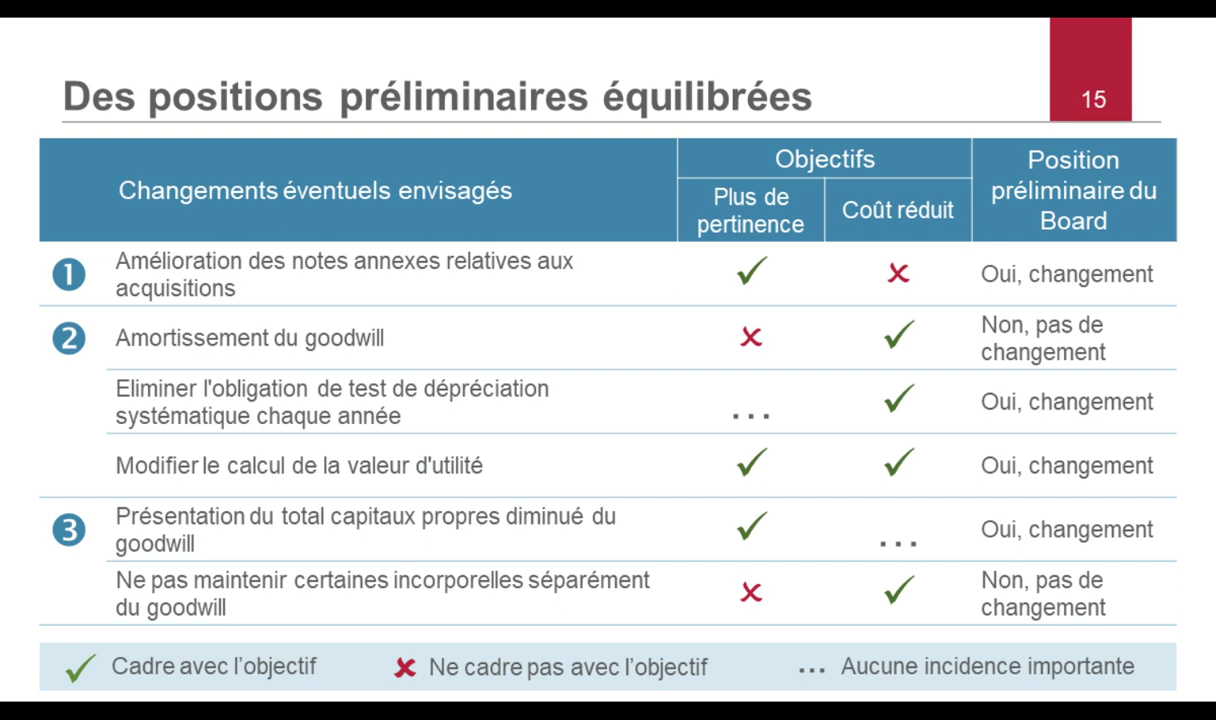 Des positions préliminaires équilibrées
15
Changements éventuels envisagés
Objectifs
Plus de
pertinence
Coût réduit
Position
préliminaire du
Board
1
Amélioration des notes annexes relatives aux
acquisitions
✓
✗
Oui, changement
2
Amortissement du goodwill
✗
✓
Non, pas de
changement
Eliminer l'obligation de test de dépréciation
systématique chaque année
...
✓
Oui, changement
Modifier le calcul de la valeur d'utilité
✓
✓
Oui, changement
3
Présentation du total capitaux propres diminué du
goodwill
✓
...
Oui, changement
Ne pas maintenir certaines incorporelles séparément
du goodwill
✗
✓
Non, pas de
changement
✓ Cadre avec l’objectif
✗ Ne cadre pas avec l’objectif
... Aucune incidence importante